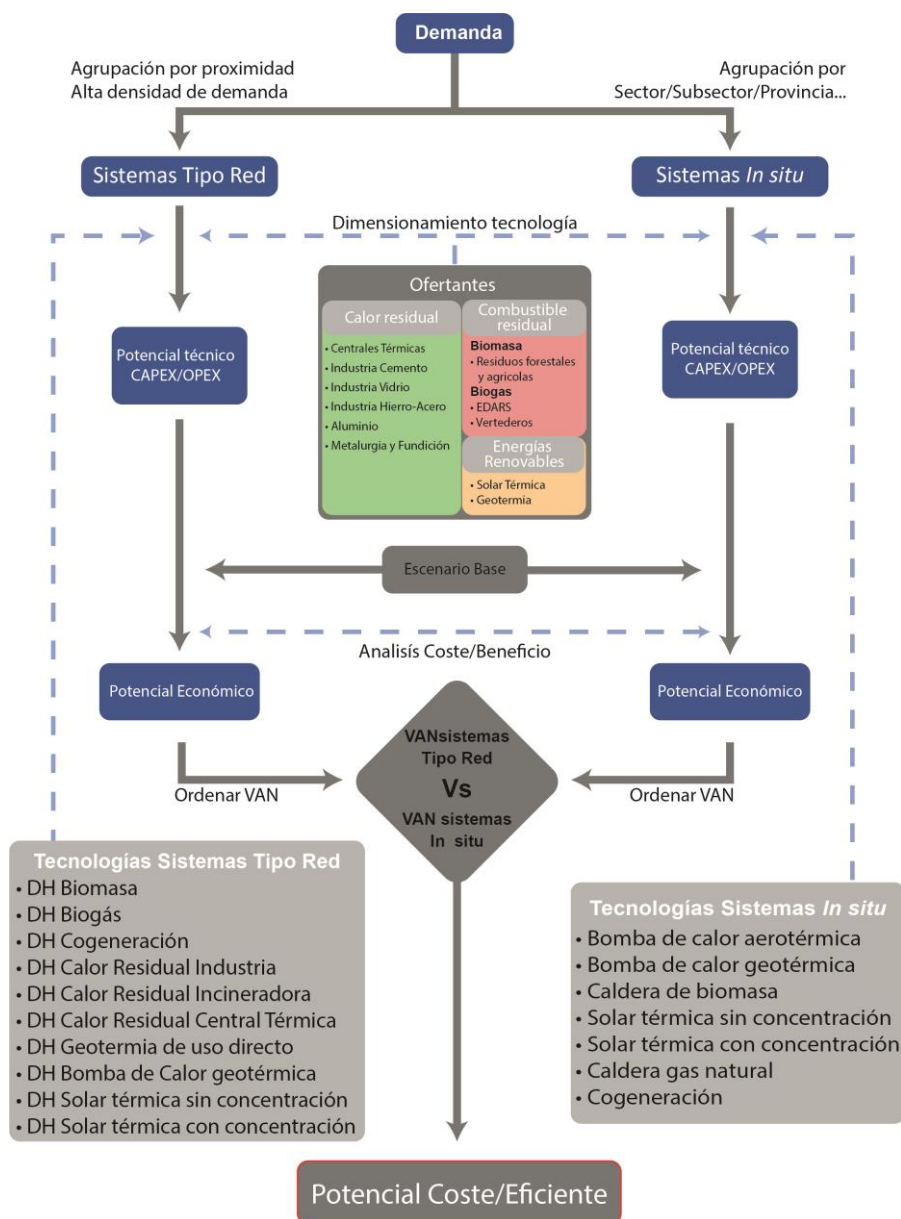 Demanda
Agrupación por proximidad
Alta densidad de demanda
Agrupación por
Sector/Subsector/Provincia...
Sistemas Tipo Red
Sistemas In situ
Dimensionamiento tecnología
Ofertantes
Calor residual
• Centrales Térmicas
• Industria Cemento
• Industria Vidrio
• Industria Hierro-Acero
• Aluminio
• Metalurgia y Fundición
Combustible
residual
Biomasa
• Residuos forestales
y agricolas
Biogas
• EDARS
• Vertederos
Energías
Renovables
• Solar Térmica
• Geotermia
Potencial técnico
CAPEX/OPEX
Potencial técnico
CAPEX/OPEX
Escenario Base
Analisís Coste/Beneficio
Potencial Económico
Potencial Económico
VANsistemas
Tipo Red
Vs
VAN sistemas
In situ
Ordenar VAN
Ordenar VAN
Tecnologías Sistemas Tipo Red
• DH Biomasa
• DH Biogás
• DH Cogeneración
• DH Calor Residual Industria
• DH Calor Residual Incineradora
• DH Calor Residual Central Térmica
• DH Geotermia de uso directo
• DH Bomba de Calor geotérmica
• DH Solar térmica sin concentración
• DH Solar térmica con concentración
Tecnologías Sistemas In situ
• Bomba de calor aerotérmica
• Bomba de calor geotérmica
• Caldera de biomasa
• Solar térmica sin concentración
• Solar térmica con concentración
• Caldera gas natural
• Cogeneración
Potencial Coste/Eficiente